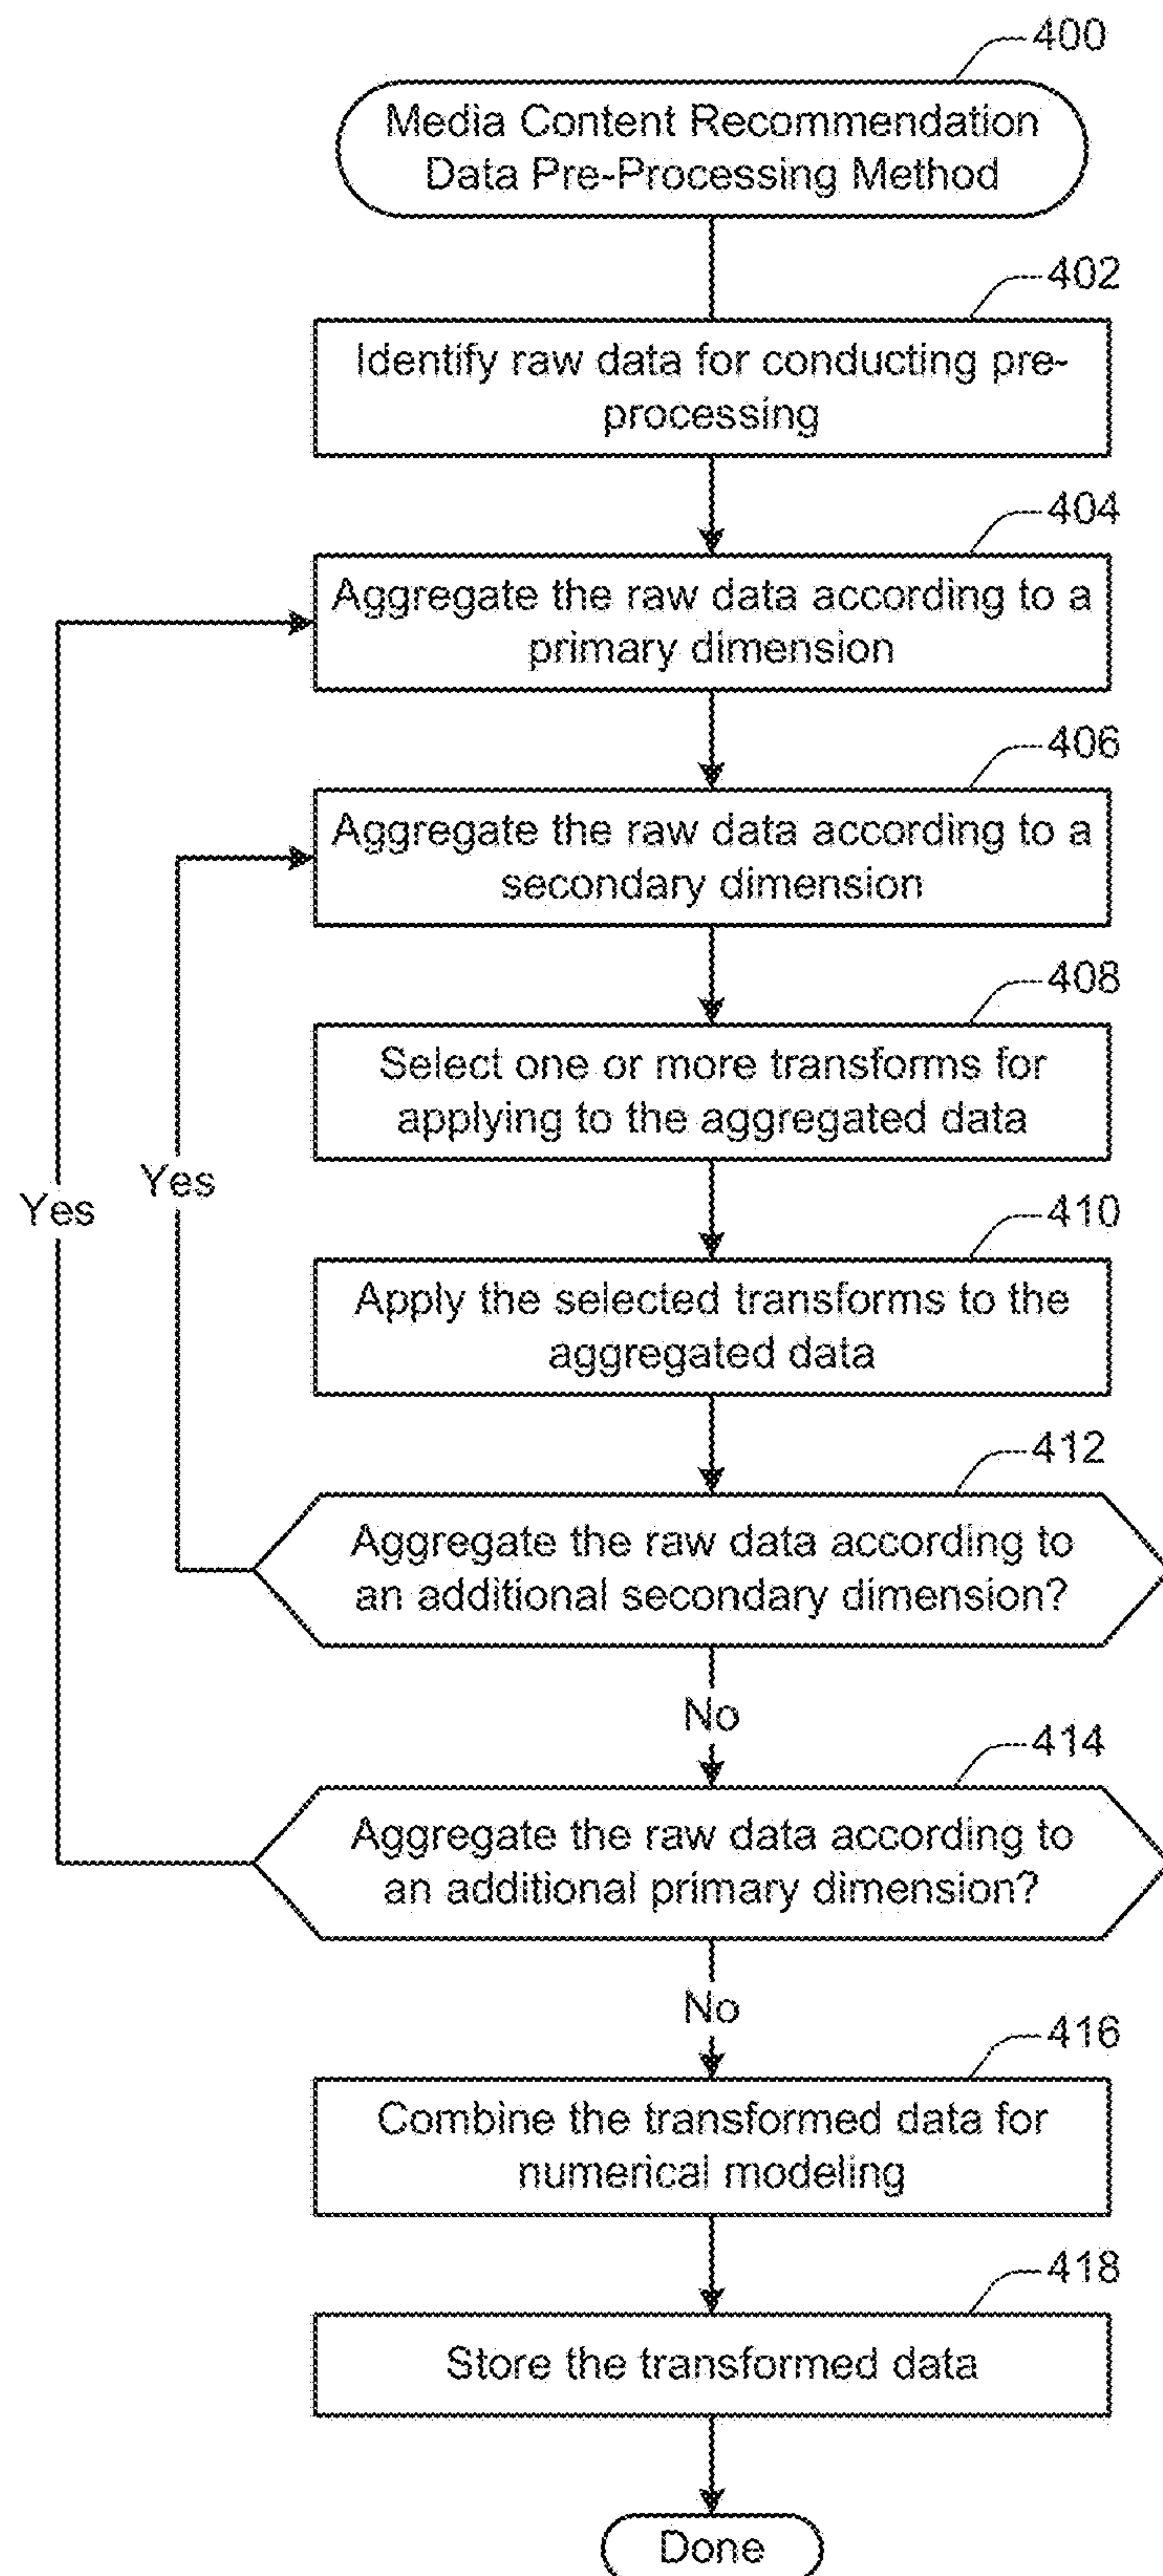 400
Media Content Recommendation
Data Pre-Processing Method
402
Identify raw data for conducting pre-
processing
404
Aggregate the raw data according to a
primary dimension
406
Aggregate the raw data according to a
secondary dimension
408
Select one or more transforms for
applying to the aggregated data
410
Apply the selected transforms to the
aggregated data
Yes
Yes
412
Aggregate the raw data according to
an additional secondary dimension?
No
414
Aggregate the raw data according to
an additional primary dimension?
No
416
Combine the transformed data for
numerical modeling
418
Store the transformed data
Done